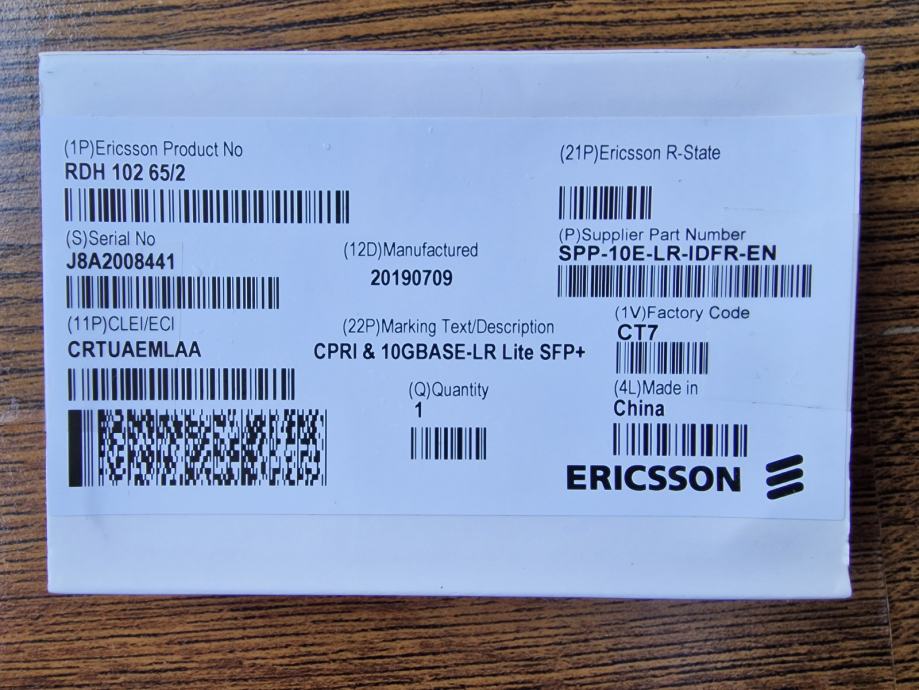 (1P)Ericsson Product No
RDH 102 65/2
(21P)Ericsson R-State
(S)Serial No
J8A2008441
(12D)Manufactured
20190709
(P)Supplier Part Number
SPP-10E-LR-IDFR-EN
(11P)CLEI/ECI
CRTUAEMLAA
(22P)Marking Text/Description
CPRI & 10GBASE-LR Lite SFP+
(1V)Factory Code
CT7
(Q)Quantity
1
(4L)Made in
China
ERICSSON